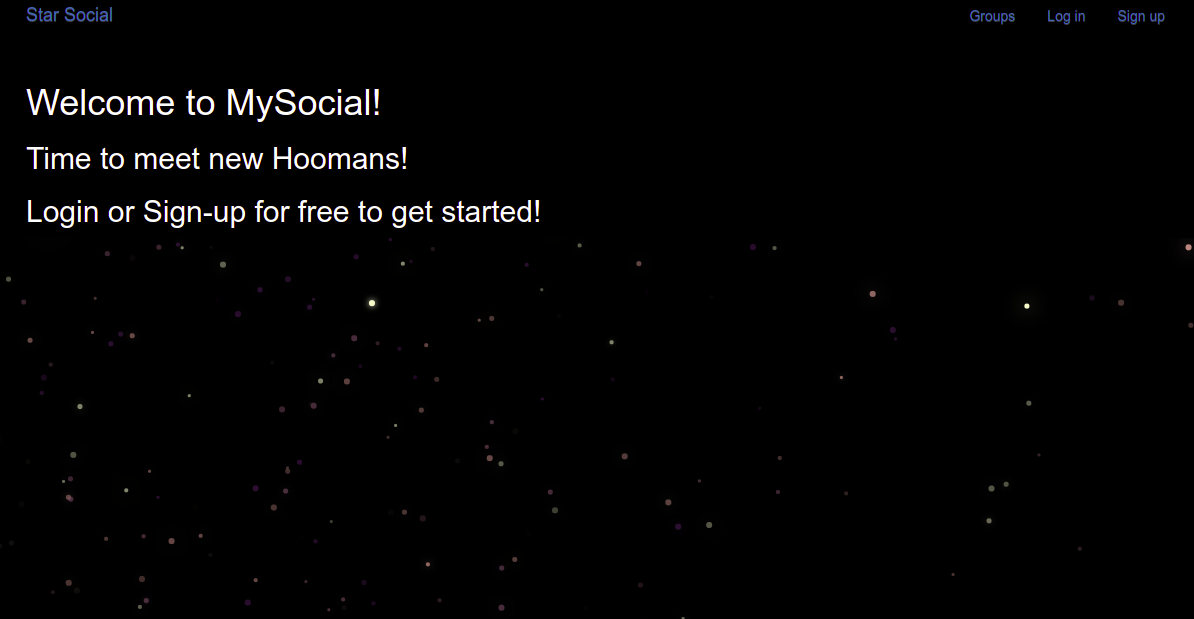 Star Social
Groups Log in Sign up
Welcome to MySocial!
Time to meet new Hoomans!
Login or Sign-up for free to get started!